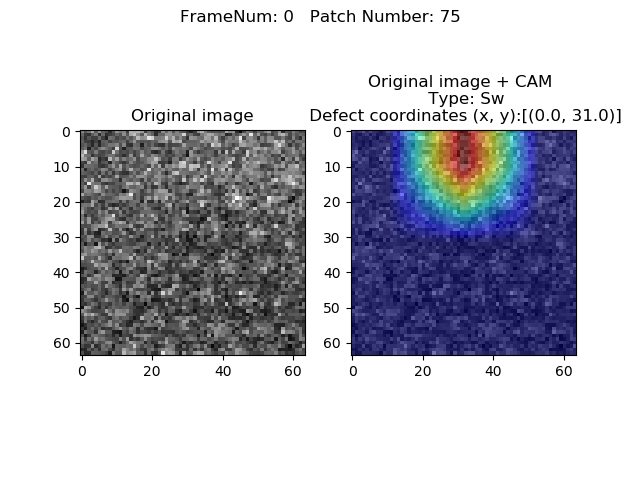 FrameNum: 0   Patch Number: 75
Original image
Original image + CAM
Type: Sw
Defect coordinates (x, y):[(0.0, 31.0)]
0
10
20
30
40
50
60
0 20 40 60
0
10
20
30
40
50
60
0 20 40 60